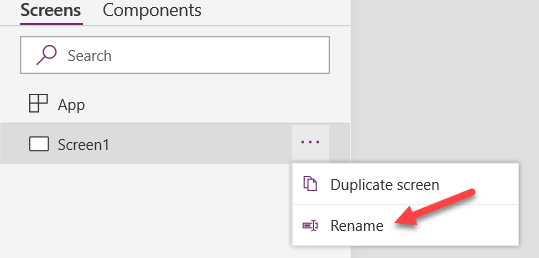 Screens Components
Search
App
Screen1 ...
Duplicate screen
Rename